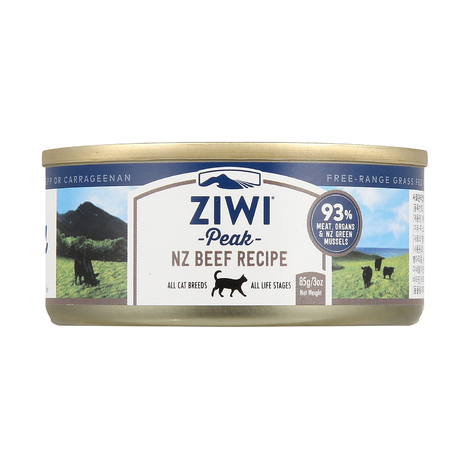 OR CARRAGEENAN
FREE-RANGE GRASS
ZIWI
Peak
NZ BEEF RECIPE
ALL CAT BREEDS
ALL LIFE STAGES
93%
MEAT, ORGANS
& NZ GREEN
MUSSELS
85g/3oz
Net Weight